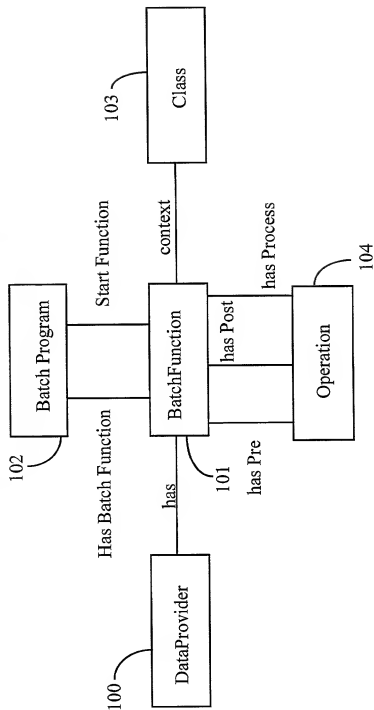 102
Batch Program
Has Batch Function
Start Function
100
DataProvider
has
101
BatchFunction
context
103
Class
has Pre
has Post
has Process
Operation
104